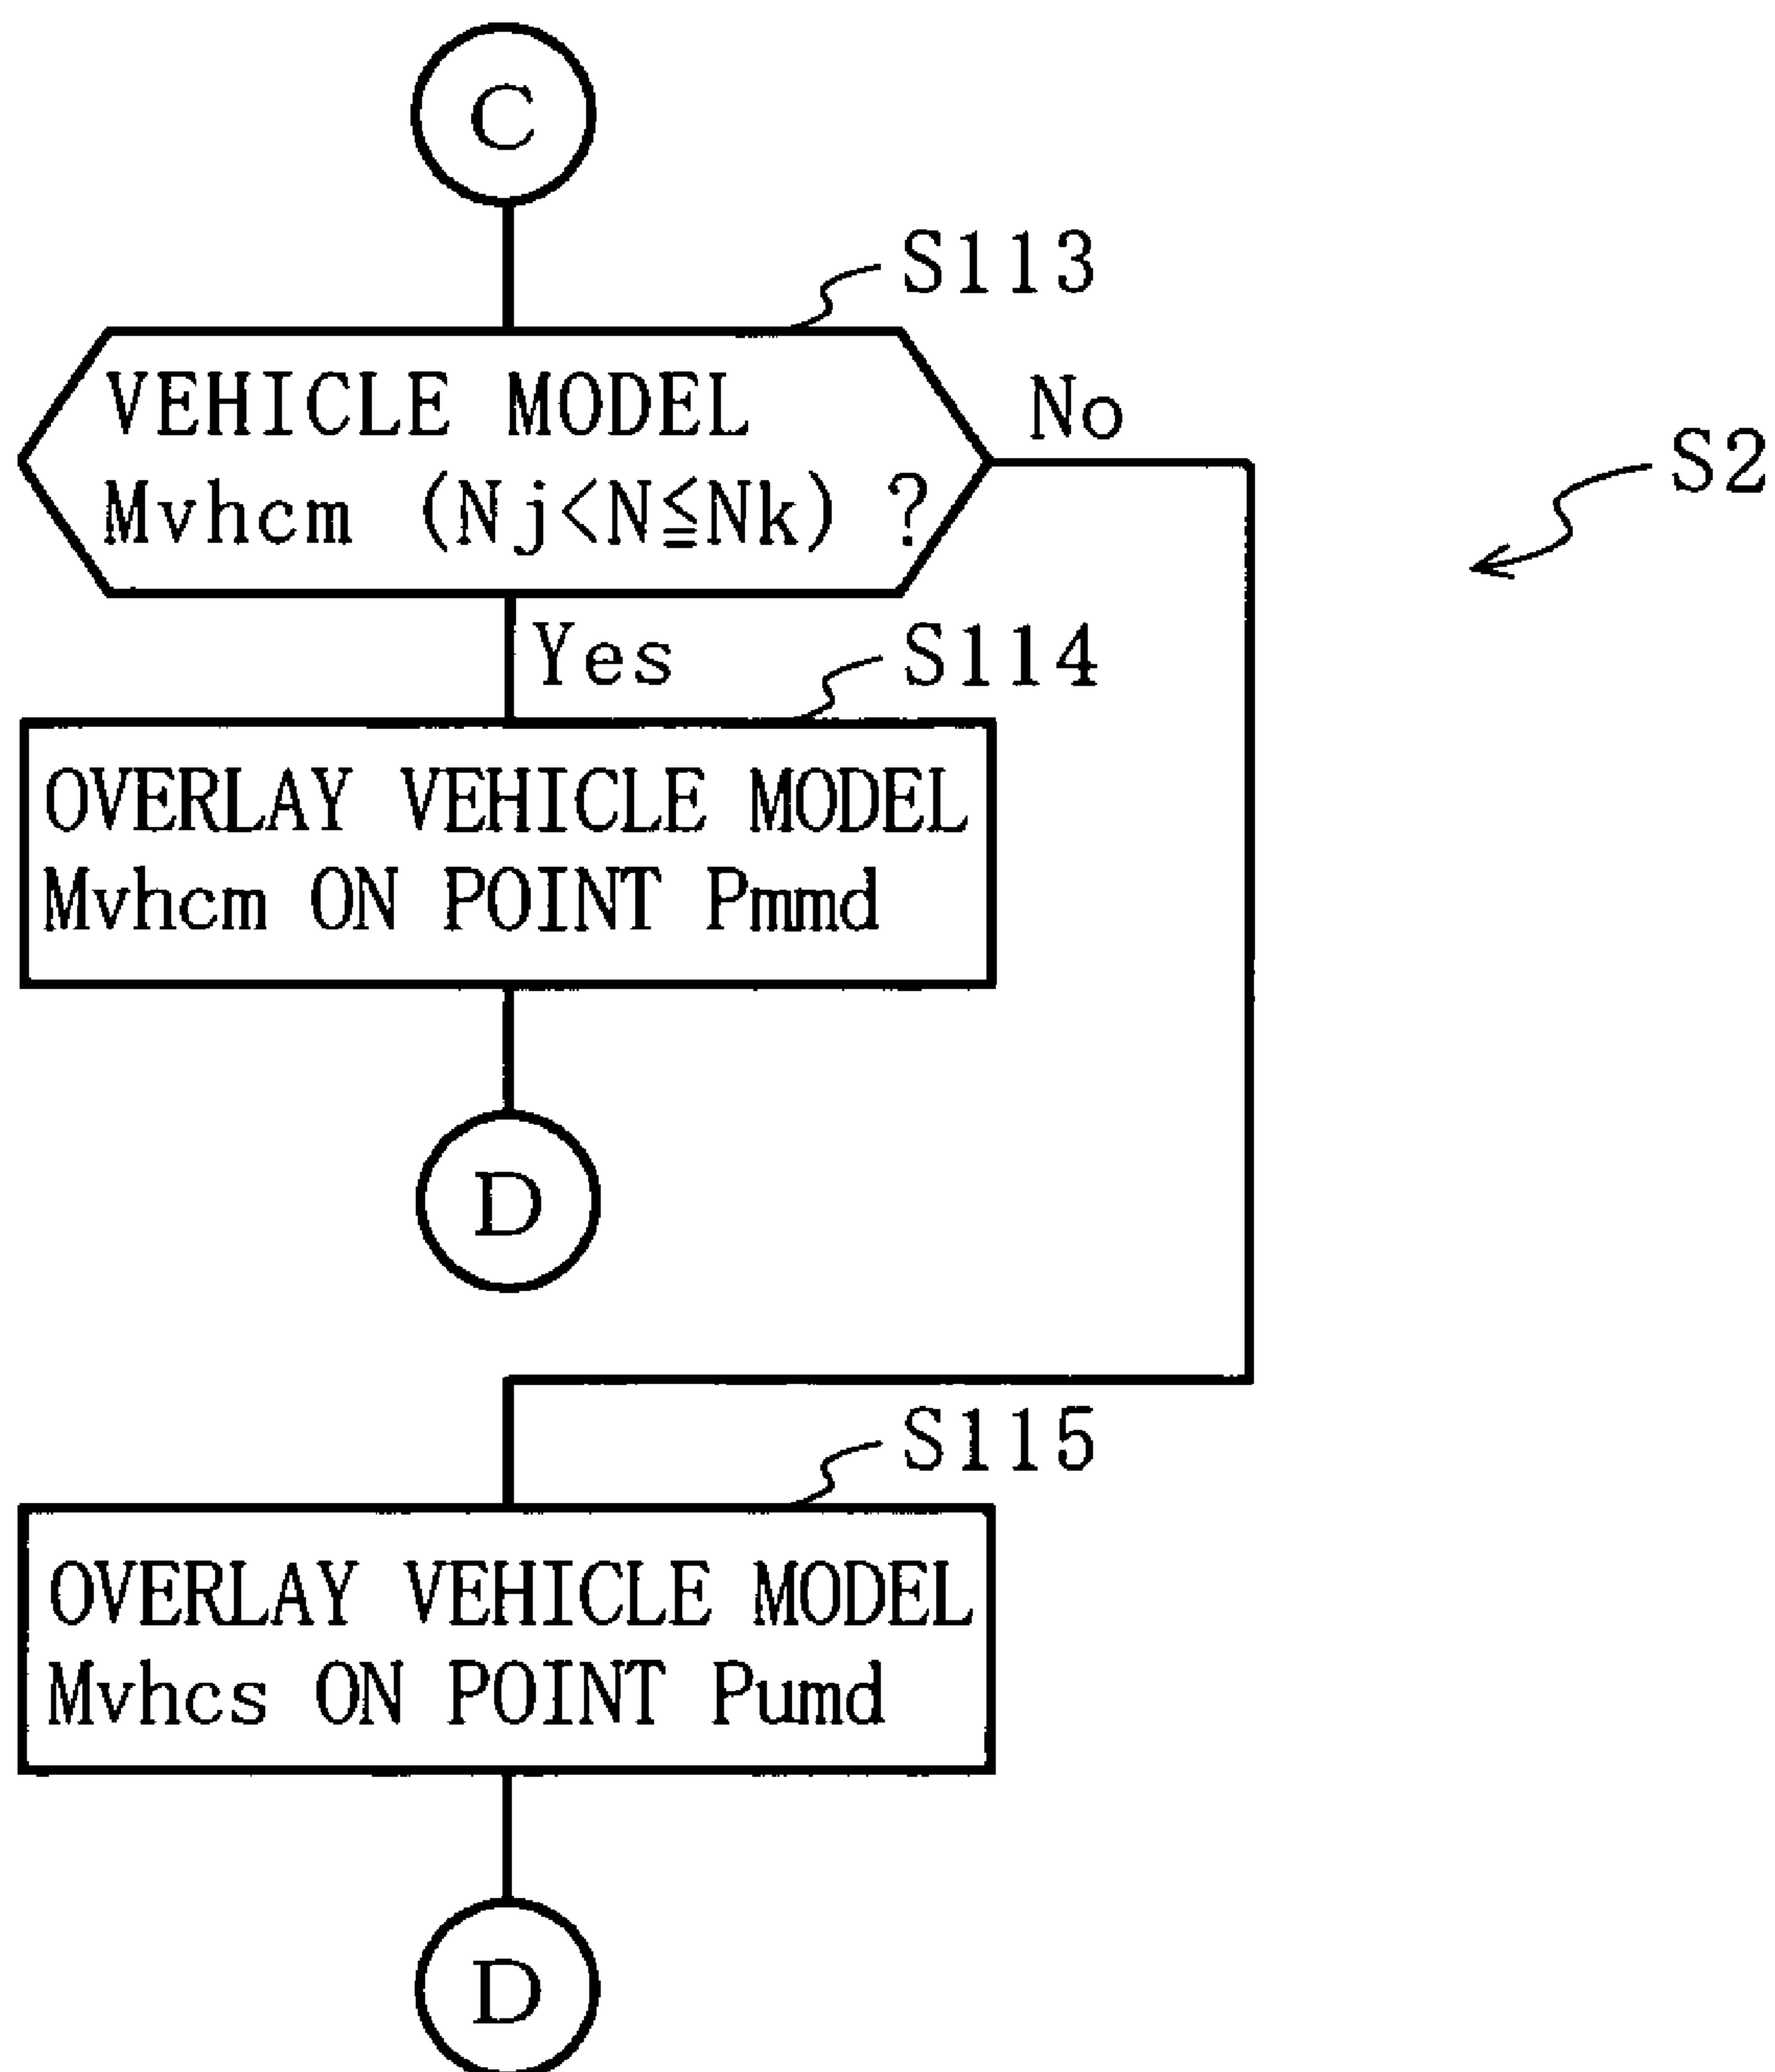 C
S113
VEHICLE MODEL
Mvhcm (Nj<N≦Nk) ?
No
S2
Yes
S114
OVERLAY VEHICLE MODEL
Mvhcm ON POINT Pmmd
D
S115
OVERLAY VEHICLE MODEL
Mvhcs ON POINT Pumd
D